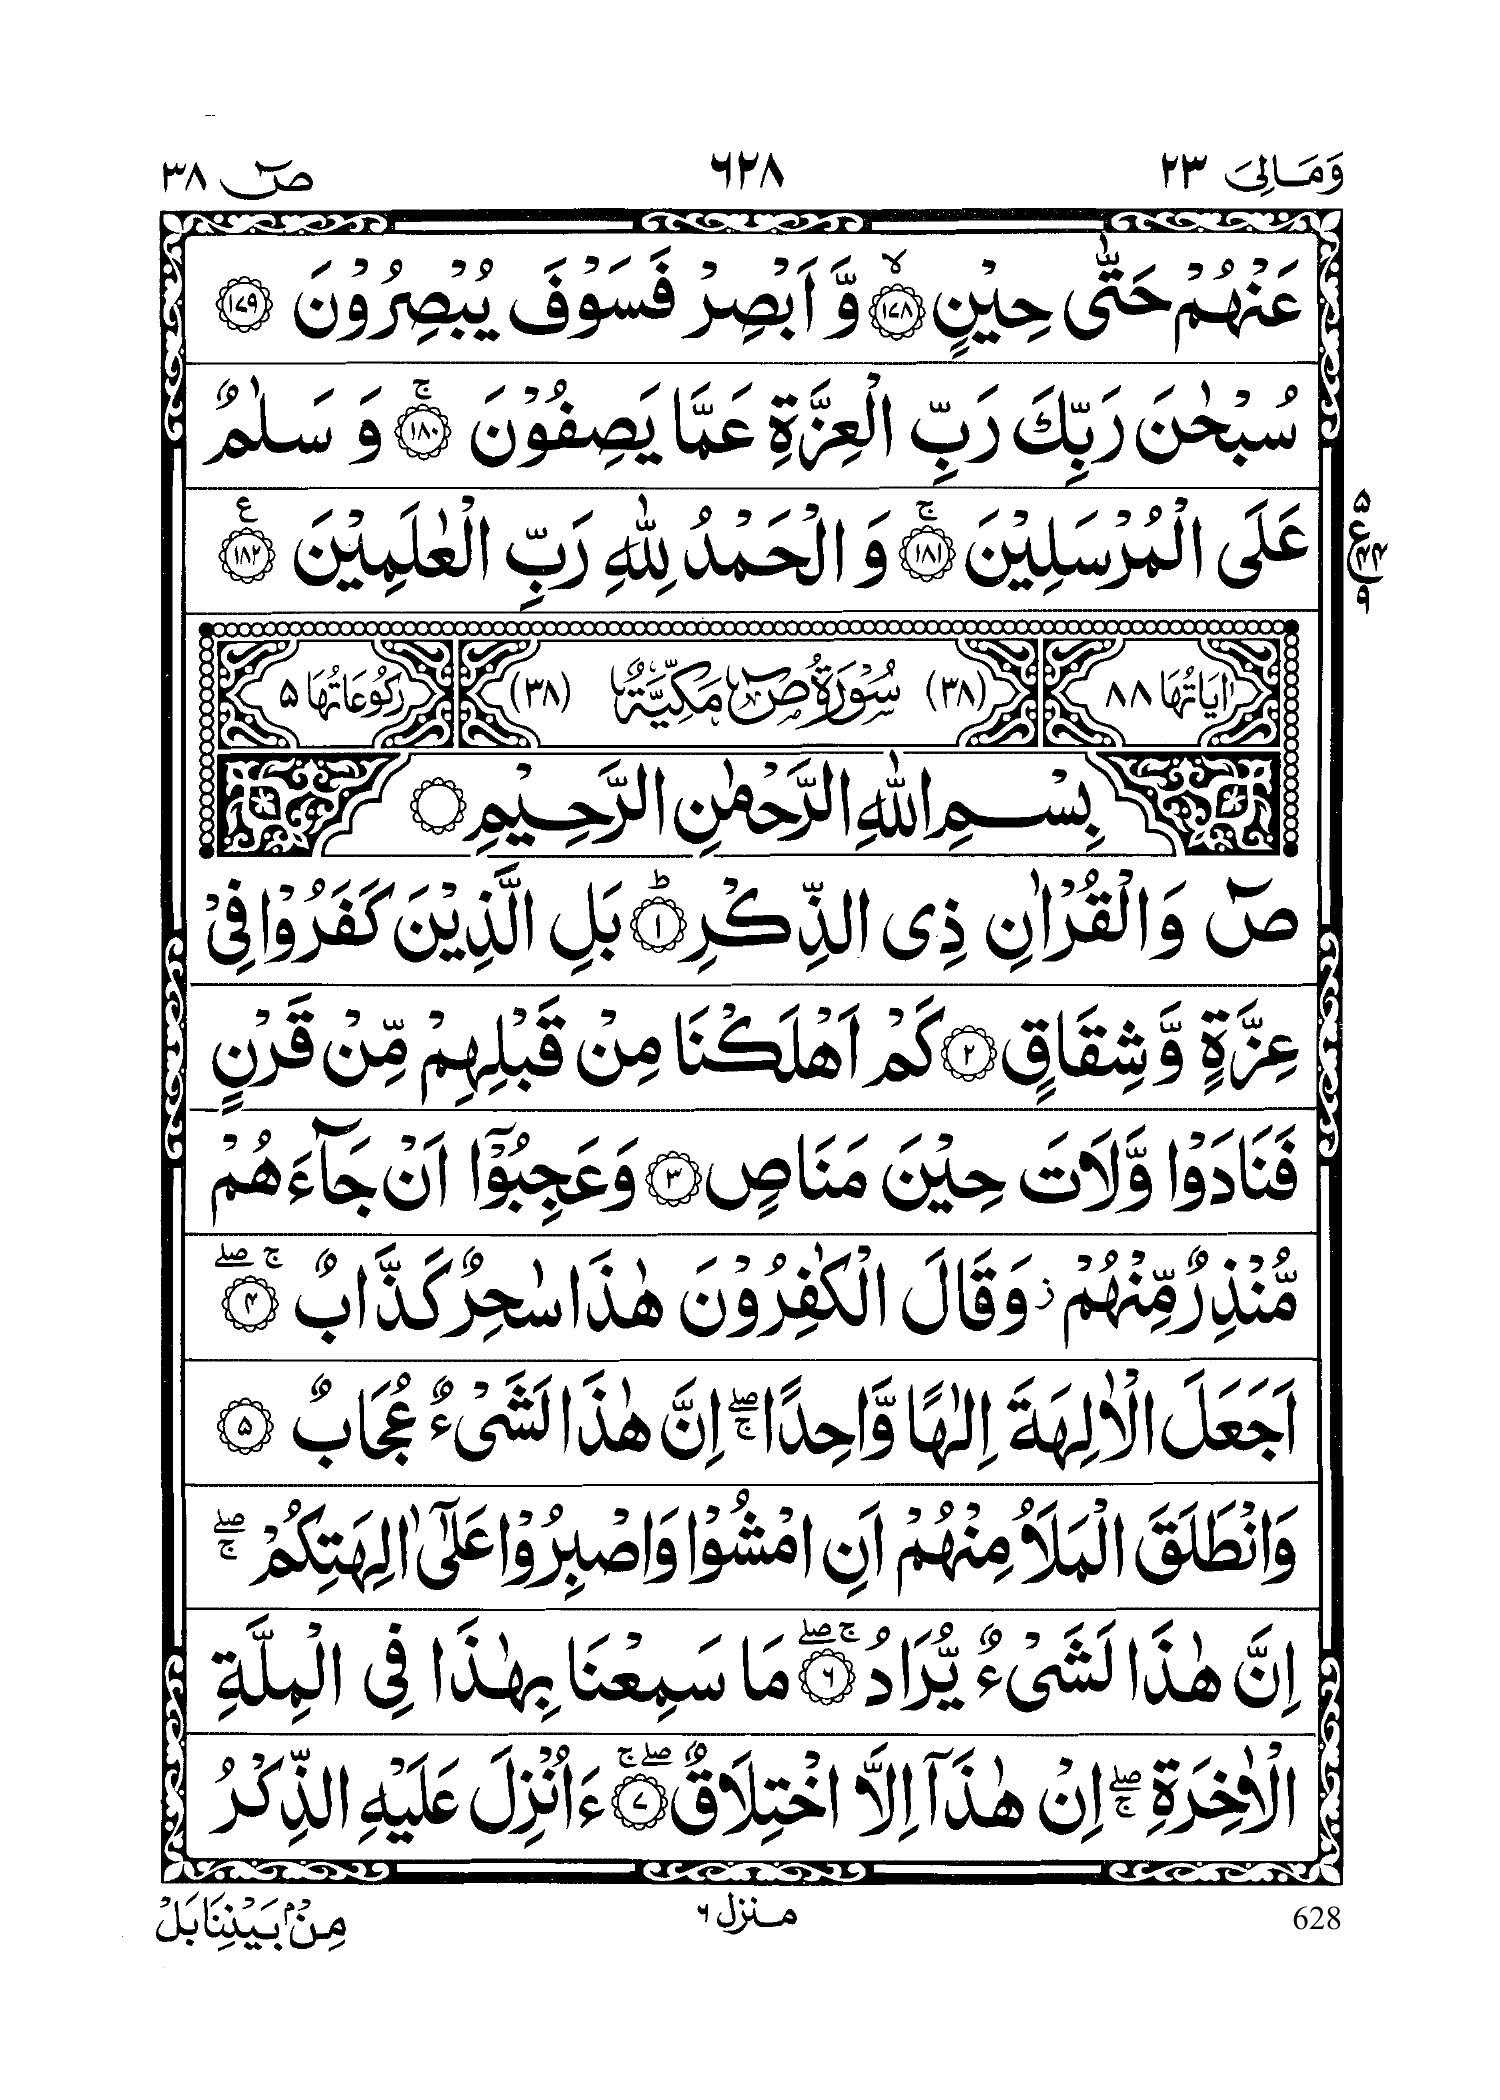 وَمَالِیَ ٢٣
٦٢٨
صٓ ٣٨
عَنْهُمْ حَتّٰى حِيْنٍ ۙ‏﴿١٧٨﴾ وَّ اَبْصِرْ فَسَوْفَ يُبْصِرُوْنَ ﴿١٧٩﴾
سُبْحٰنَ رَبِّكَ رَبِّ الْعِزَّةِ عَمَّا يَصِفُوْنَ ۚ﴿١٨٠﴾ وَ سَلٰمٌ
عَلَى الْمُرْسَلِيْنَ ۚ﴿١٨١﴾ وَ الْحَمْدُ لِلّٰهِ رَبِّ الْعٰلَمِيْنَ ﴿١٨٢﴾ ع
٥
ع
٤٤
٩
اٰيَاتُهَا ٨٨
(٣٨) سُوْرَةُ صٓ مَكِّيَّةٌ (٣٨)
رُكُوْعَاتُهَا ٥
بِسْمِ اللّٰهِ الرَّحْمٰنِ الرَّحِيْمِ
صٓ وَالْقُرْاٰنِ ذِى الذِّكْرِ ؕ﴿١﴾ بَلِ الَّذِيْنَ كَفَرُوْا فِىْ
عِزَّةٍ وَّشِقَاقٍ ﴿٢﴾ كَمْ اَهْلَكْنَا مِنْ قَبْلِهِمْ مِّنْ قَرْنٍ
فَنَادَوْا وَّلَاتَ حِيْنَ مَنَاصٍ ﴿٣﴾ وَعَجِبُوْۤا اَنْ جَآءَهُمْ
مُّنْذِرٌ مِّنْهُمْ ز وَقَالَ الْكٰفِرُوْنَ هٰذَا سٰحِرٌ كَذَّابٌ ۖۚ﴿٤﴾
اَجَعَلَ الْاٰلِهَةَ اِلٰهًا وَّاحِدًا ۖۚ اِنَّ هٰذَا لَشَىْءٌ عُجَابٌ ﴿٥﴾
وَانْطَلَقَ الْمَلَاُ مِنْهُمْ اَنِ امْشُوْا وَاصْبِرُوْا عَلٰٓى اٰلِهَتِكُمْ ۖۚ
اِنَّ هٰذَا لَشَىْءٌ يُّرَادُ ۖۚ﴿٦﴾ مَا سَمِعْنَا بِهٰذَا فِى الْمِلَّةِ
الْاٰخِرَةِ ۖۚ اِنْ هٰذَاۤ اِلَّا اخْتِلَاقٌ ۖۚ﴿٧﴾ ءَاُنْزِلَ عَلَيْهِ الذِّكْرُ
628
منزل ٦
مِنْۢ بَيْنِنَا بَلْ